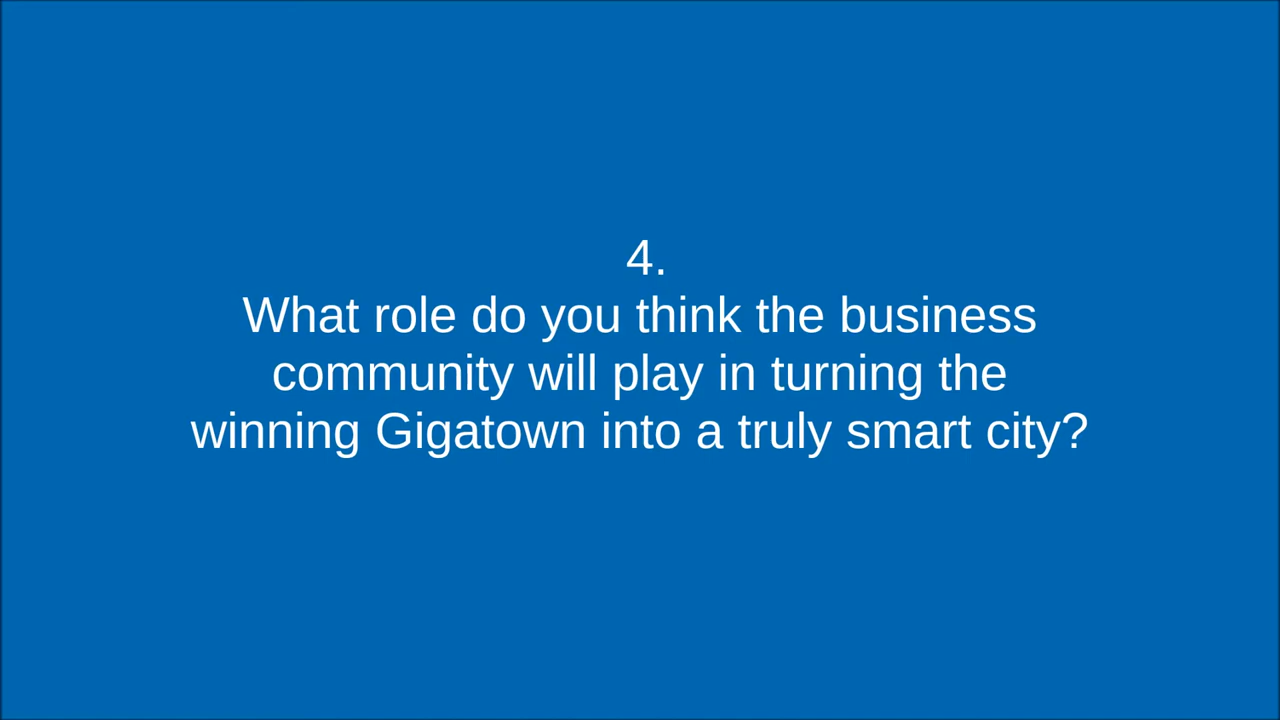 4.
What role do you think the business
community will play in turning the
winning Gigatown into a truly smart city?